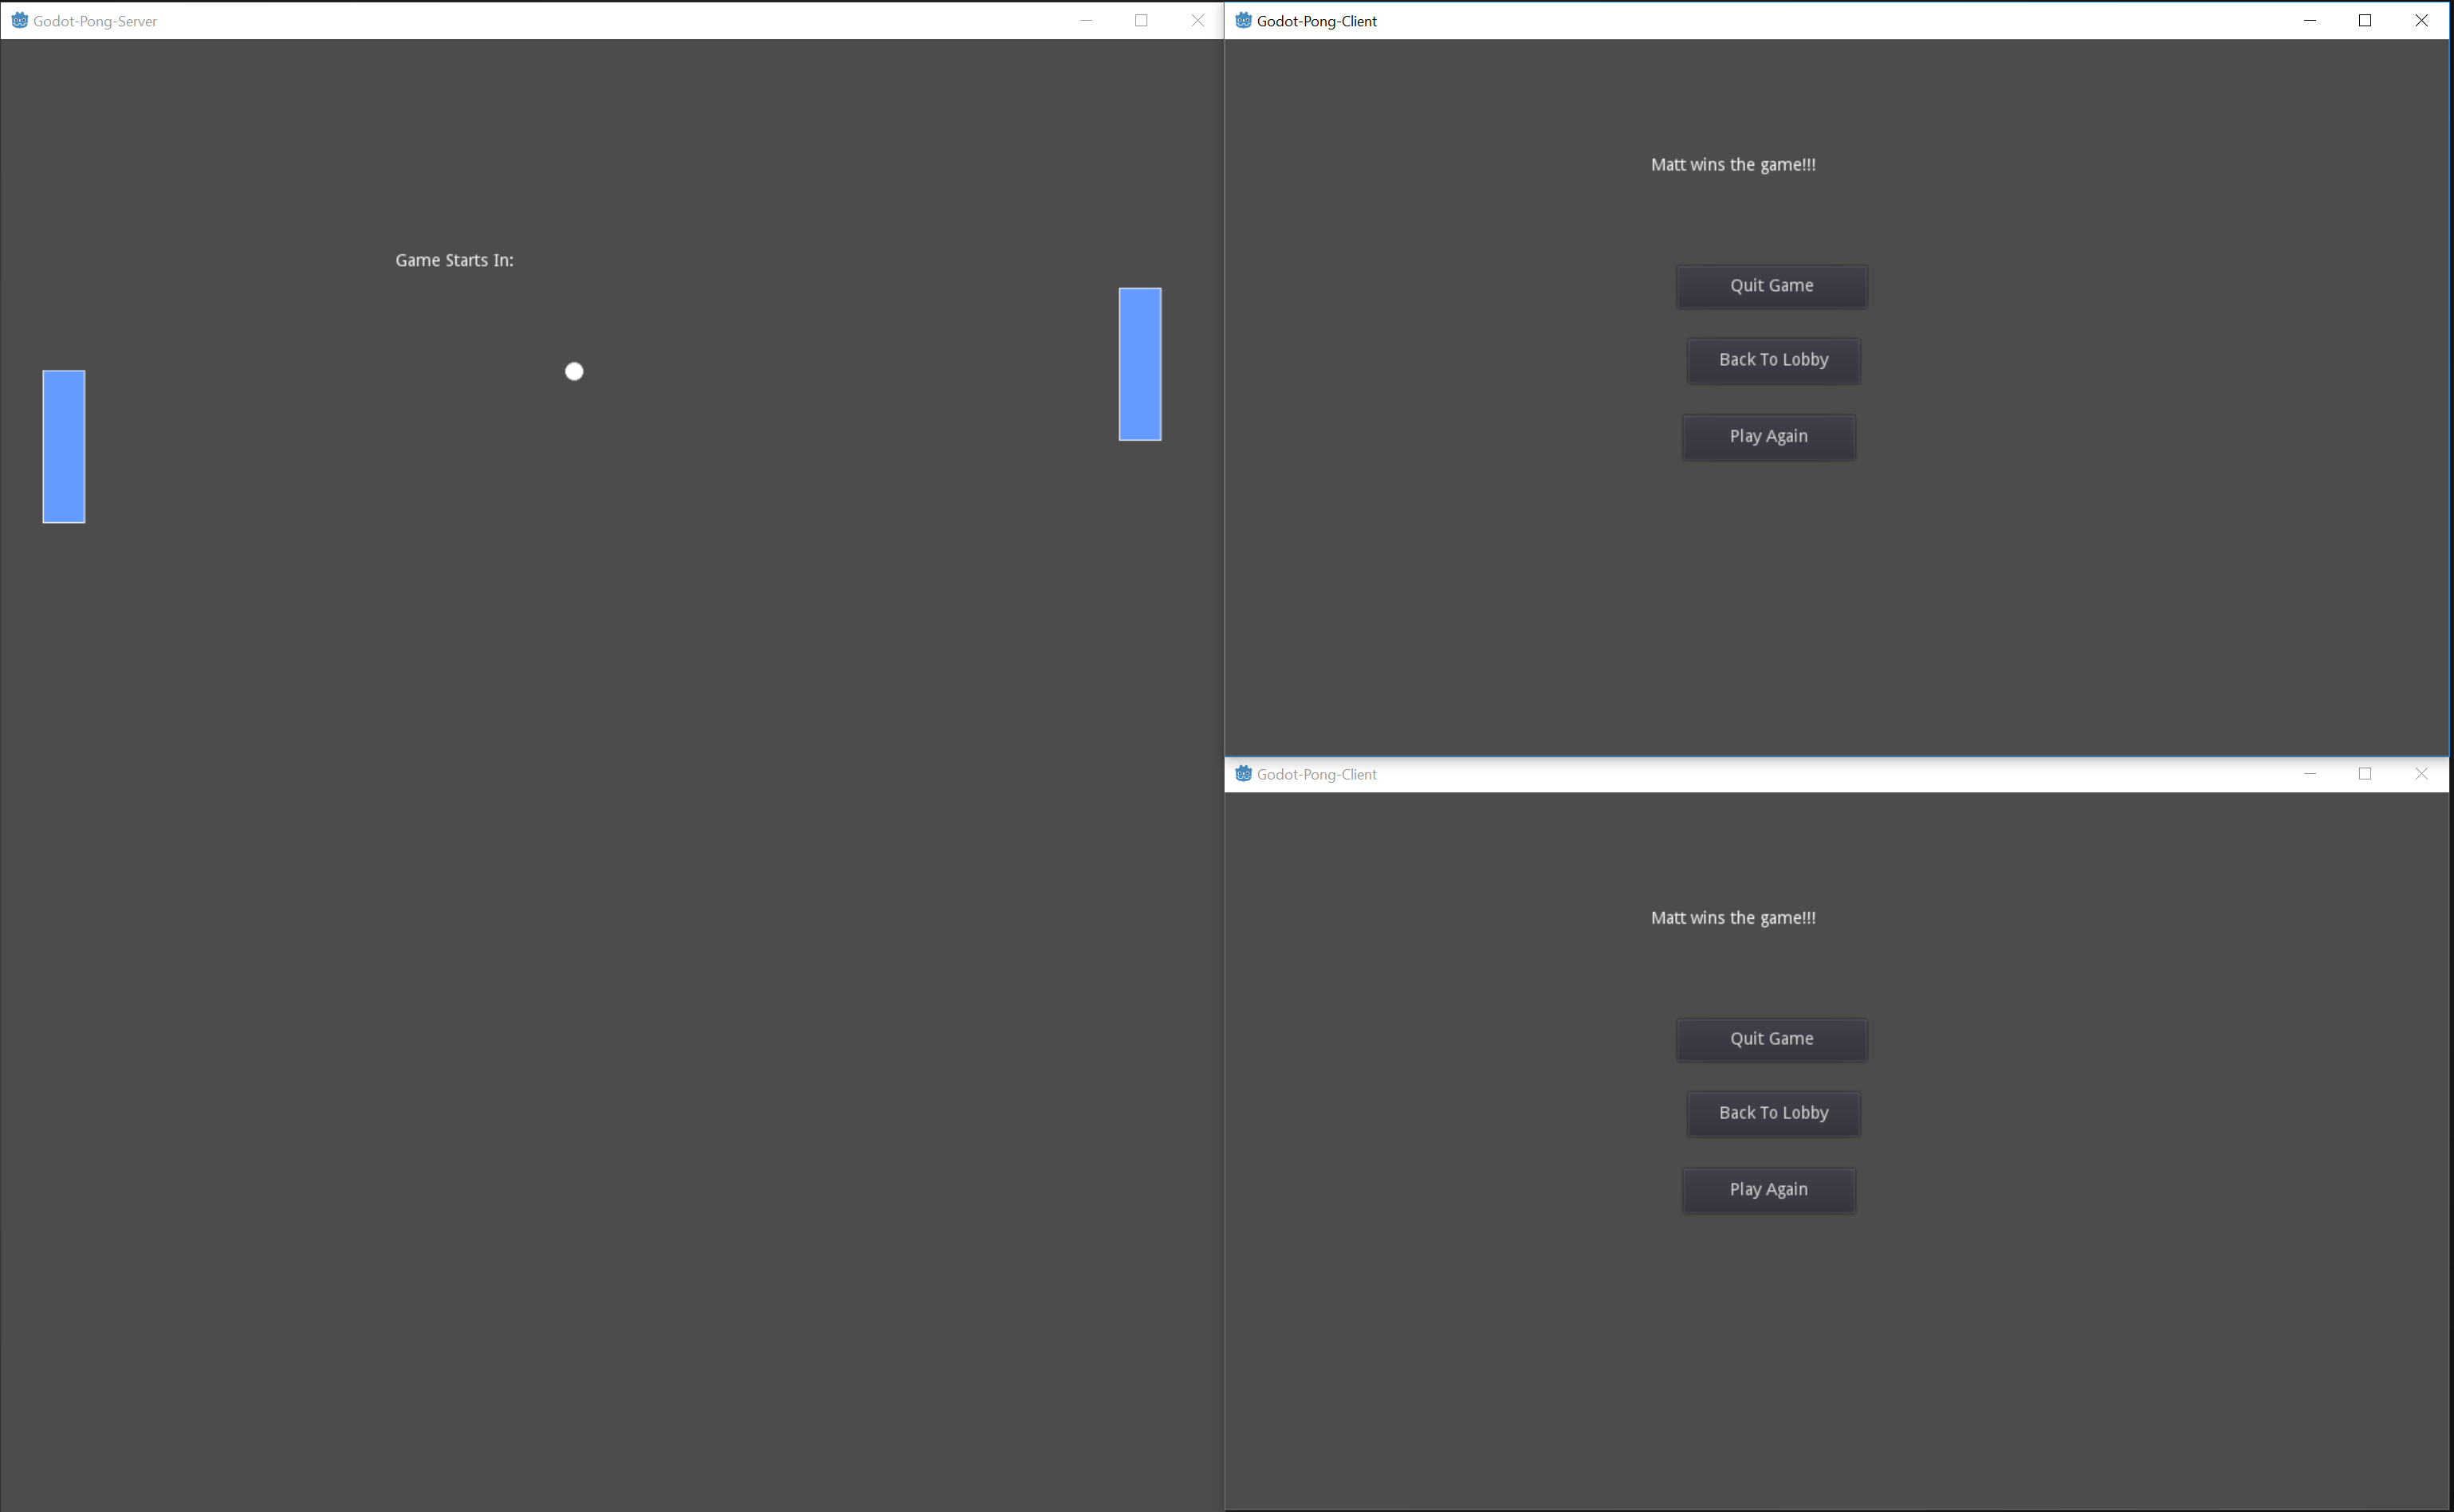 Godot-Pong-Server
Game Starts In:
Godot-Pong-Client
Matt wins the game!!!
Quit Game
Back To Lobby
Play Again
Godot-Pong-Client
Matt wins the game!!!
Quit Game
Back To Lobby
Play Again